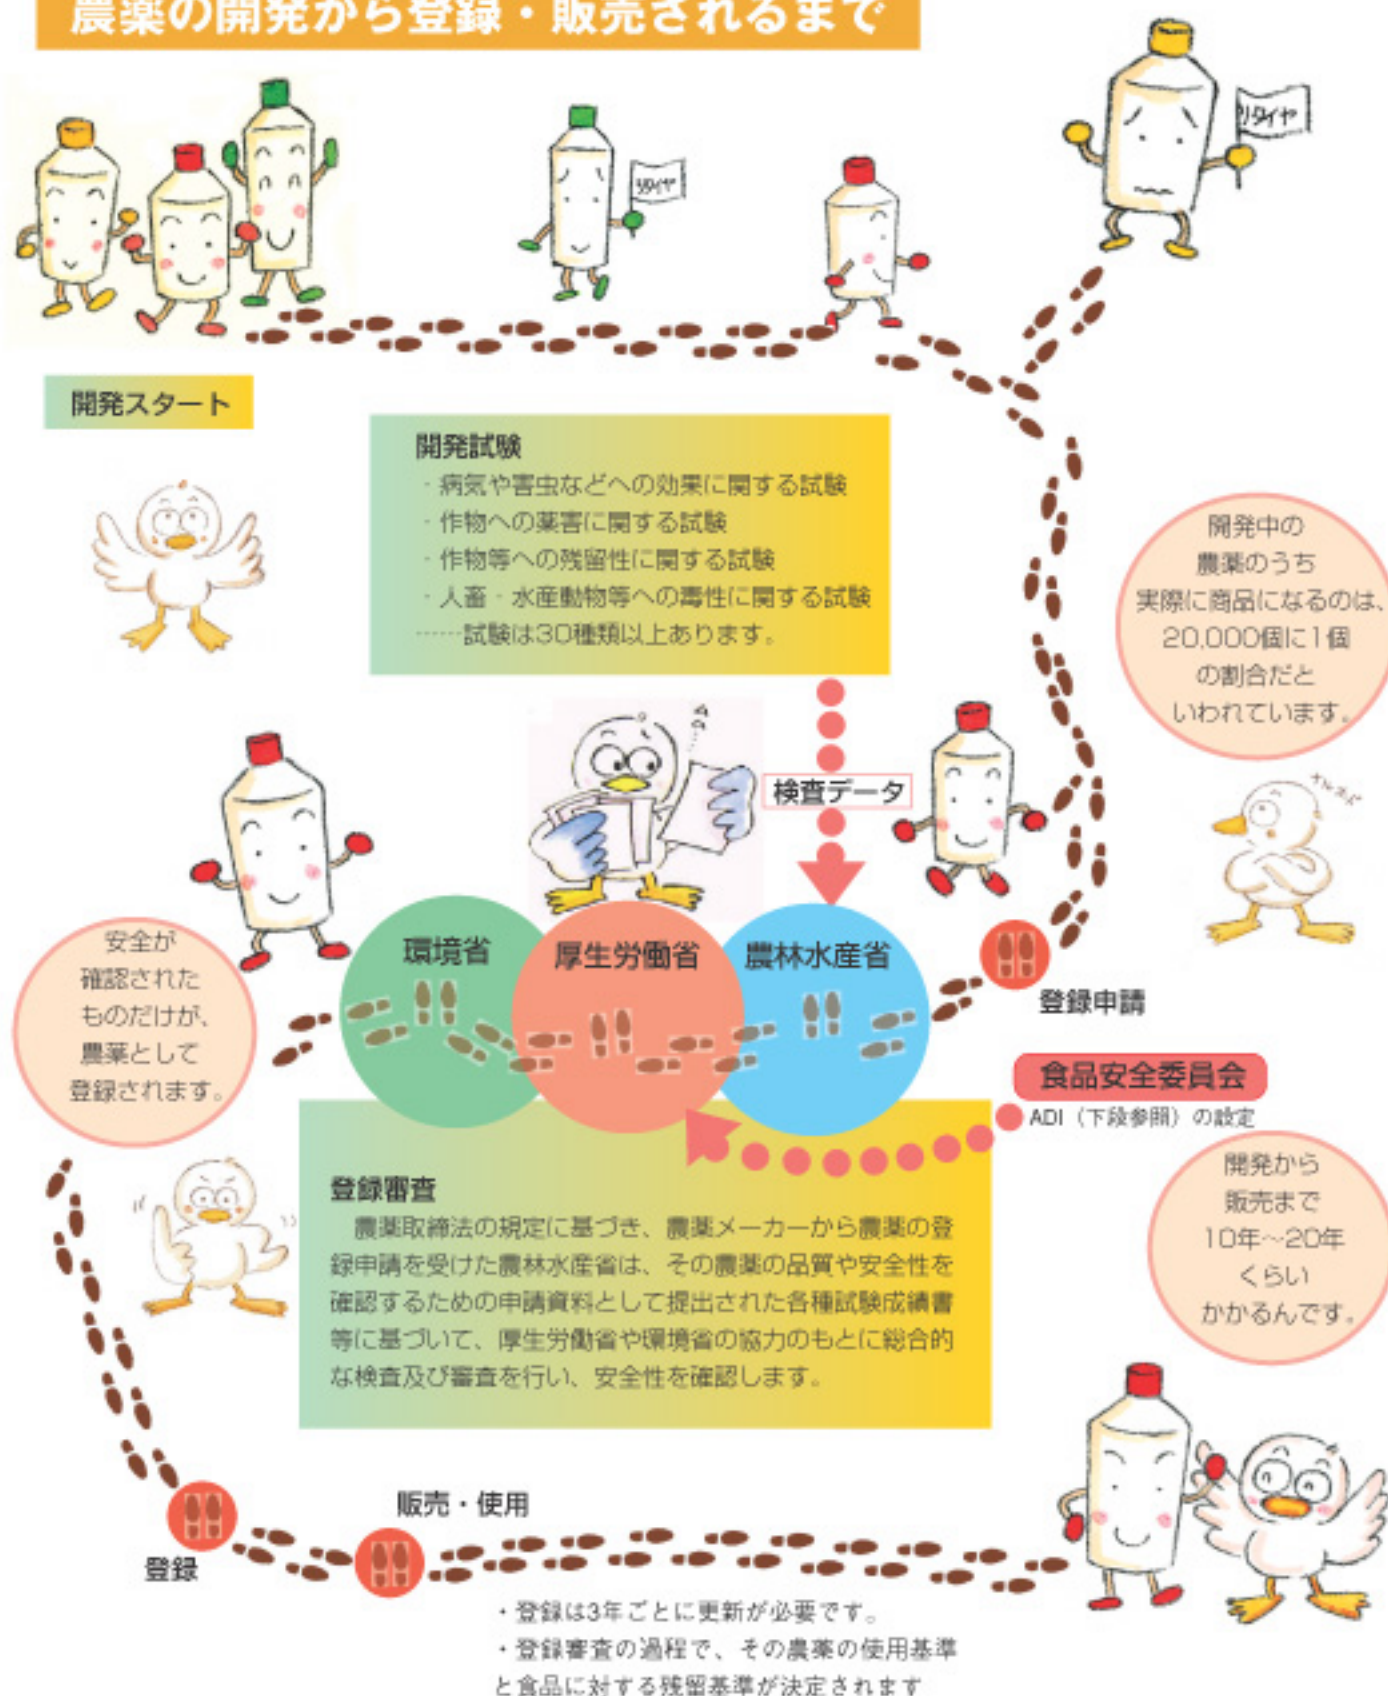 農薬の開発から登録・販売されるまで
リタイヤ
リタイヤ
開発スタート
開発試験
・病気や害虫などへの効果に関する試験
・作物への薬害に関する試験
・作物等への残留性に関する試験
・人畜・水産動物等への毒性に関する試験
……試験は30種類以上あります。
開発中の
農薬のうち
実際に商品になるのは、
20,000個に1個
の割合だと
いわれています。
検査データ
環境省
厚生労働省
農林水産省
登録申請
安全が
確認された
ものだけが、
農薬として
登録されます。
食品安全委員会
ADI（下段参照）の設定
登録審査
　農薬取締法の規定に基づき、農薬メーカーから農薬の登
録申請を受けた農林水産省は、その農薬の品質や安全性を
確認するための申請資料として提出された各種試験成績書
等に基づいて、厚生労働省や環境省の協力のもとに総合的
な検査及び審査を行い、安全性を確認します。
開発から
販売まで
10年～20年
くらい
かかるんです。
販売・使用
登録
・登録は3年ごとに更新が必要です。
・登録審査の過程で、その農薬の使用基準
と食品に対する残留基準が決定されます